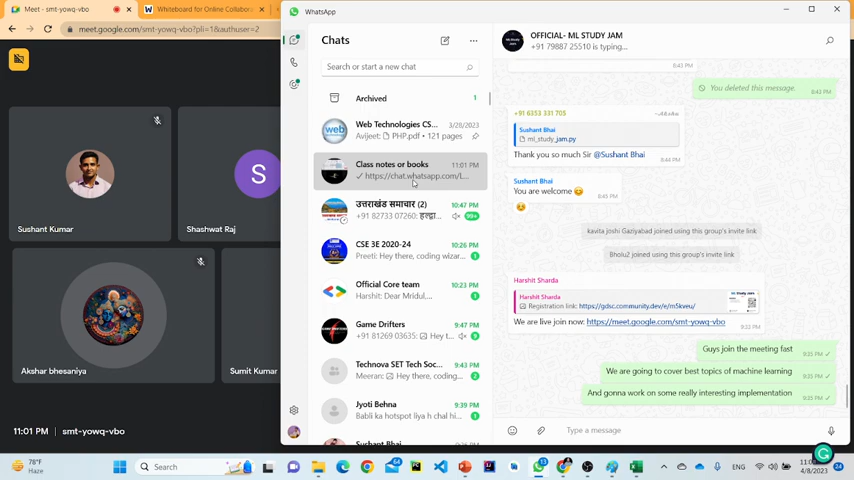 Meet - smt-yowq-vbo
Whiteboard for Online Collabora
meet.google.com/smt-yowq-vbo?pli=1&authuser=2
Sushant Kumar
S
Shashwat Raj
Akshar bhesaniya
Sumit Kumar
11:01 PM
smt-yowq-vbo
WhatsApp
Chats
Search or start a new chat
Archived
1
Web Technologies CS...
3/28/2023
Avijeet: PHP.pdf • 121 pages
Class notes or books
11:01 PM
https://chat.whatsapp.com/L...
उत्तराखंड समाचार (2)
10:47 PM
+91 82733 07260:
99+
CSE 3E 2020-24
10:26 PM
Preeti: Hey there, coding wizar...
1
Official Core team
10:23 PM
Harshit: Dear Mridul,...
1
Game Drifters
9:47 PM
+91 81269 03635: Hey t...
9
Technova SET Tech Soc...
9:43 PM
Meeran: Hey there, coding...
2
Jyoti Behna
9:39 PM
Babli ka hotspot liya h chal hi...
1
Sushant Bhai
OFFICIAL- ML STUDY JAM
+91 79887 25510 is typing...
8:43 PM
You deleted this message.
8:43 PM
+91 6353 331 705
Sushant Bhai
ml_study_jam.py
Thank you so much Sir @Sushant Bhai
8:44 PM
Sushant Bhai
You are welcome 😊
8:45 PM
kavita joshi Gaziyabad joined using this group's invite link
Bholu2 joined using this group's invite link
Harshit Sharda
Harshit Sharda
Registration link: https://gdsc.community.dev/e/m5kveu/
We are live join now: https://meet.google.com/smt-yowq-vbo
9:33 PM
Guys join the meeting fast
9:35 PM
We are going to cover best topics of machine learning
9:35 PM
And gonna work on some really interesting implementation
9:35 PM
Type a message
78°F
Haze
Search
ENG
4/8/2023